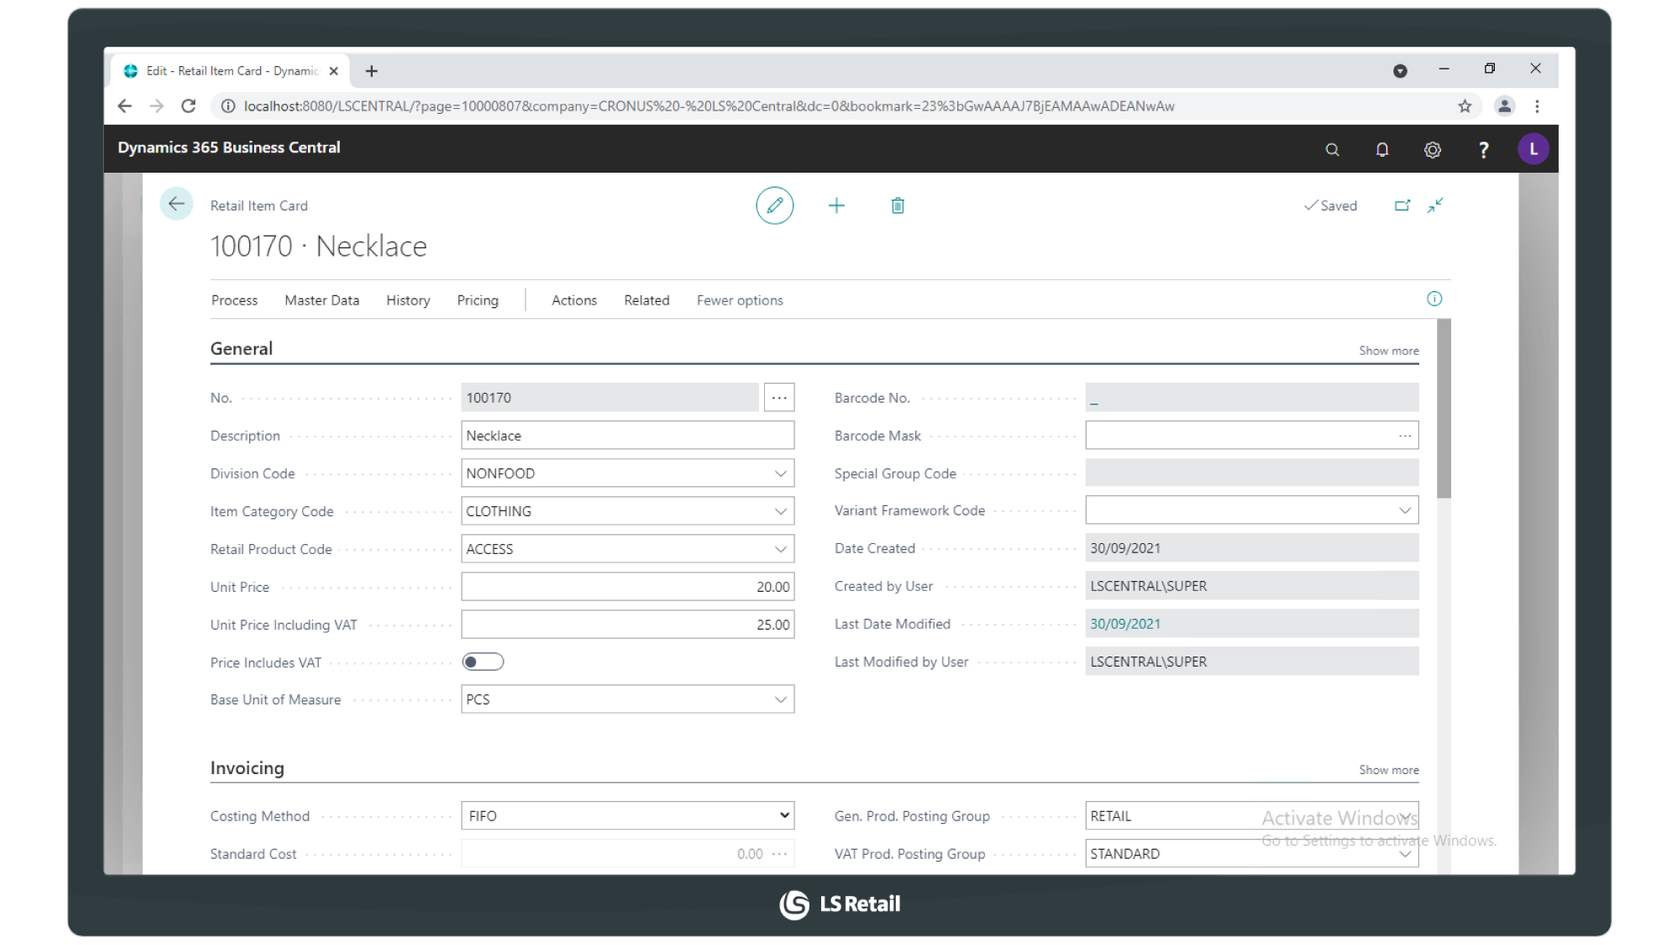 Edit - Retail Item Card - Dynamic
localhost:8080/LSCENTRAL/?page=10000807&company=CRONUS%20-%20LS%20Central&dc=0&bookmark=23%3bGwAAAAJ7BjEAMAAwADEANwAw
Dynamics 365 Business Central
?
L
Retail Item Card
Saved
100170 · Necklace
Process Master Data History Pricing Actions Related Fewer options
General Show more
No. 100170 ... Barcode No. _
Description Necklace Barcode Mask ...
Division Code NONFOOD Special Group Code
Item Category Code CLOTHING Variant Framework Code
Retail Product Code ACCESS Date Created 30/09/2021
Unit Price 20.00 Created by User LSCENTRAL\SUPER
Unit Price Including VAT 25.00 Last Date Modified 30/09/2021
Price Includes VAT Last Modified by User LSCENTRAL\SUPER
Base Unit of Measure PCS
Invoicing Show more
Costing Method FIFO Gen. Prod. Posting Group RETAIL
Activate Windows
Go to Settings to activate Windows.
Standard Cost 0.00 ... VAT Prod. Posting Group STANDARD
LS Retail